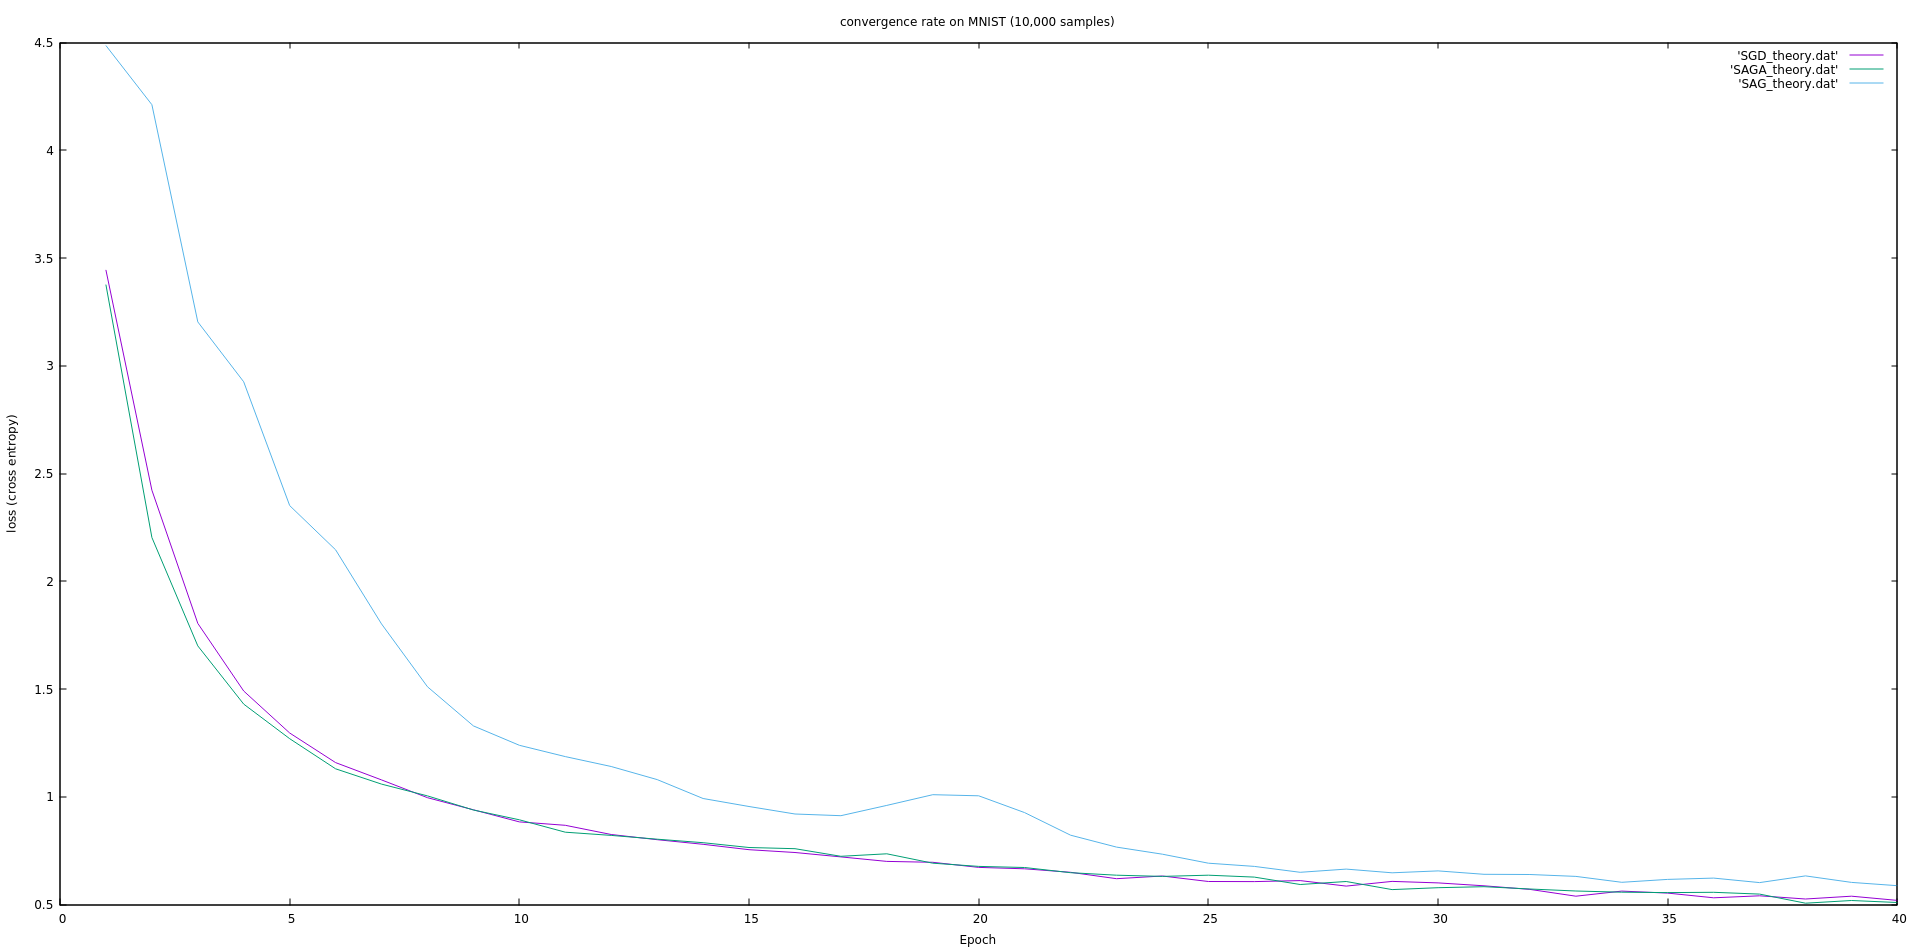 convergence rate on MNIST (10,000 samples)
'SGD_theory.dat'
'SAGA_theory.dat'
'SAG_theory.dat'
4.5
4
3.5
3
2.5
2
1.5
1
0.5
loss (cross entropy)
0 5 10 15 20 25 30 35 40
Epoch